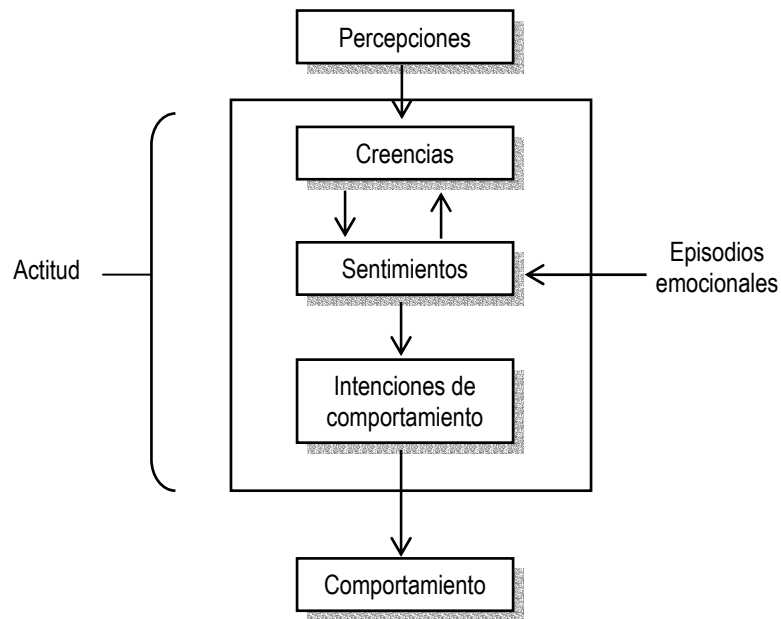 Percepciones
Creencias
Actitud
Sentimientos
Episodios
emocionales
Intenciones de
comportamiento
Comportamiento